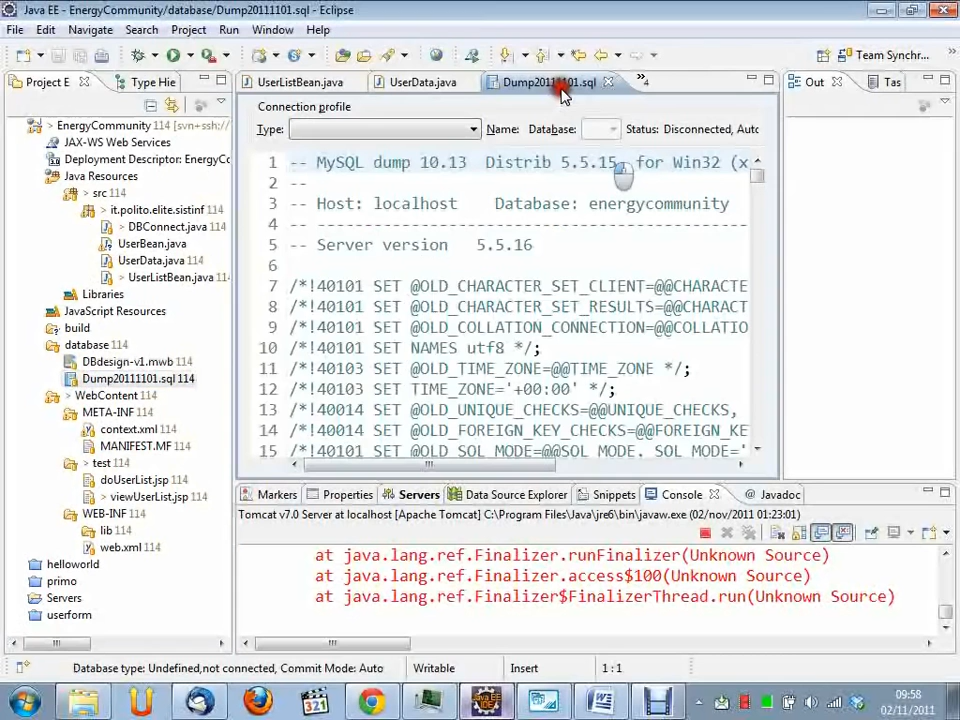 Java EE - EnergyCommunity/database/Dump20111101.sql - Eclipse
File Edit Navigate Search Project Run Window Help
Team Synchr...
Project E
Type Hie
UserListBean.java
UserData.java
Dump20111101.sql
4
Out
Tas
Connection profile
Type: Name: Database: Status: Disconnected, Auto
EnergyCommunity [svn+ssh:/
JAX-WS Web Services
Deployment Descriptor: EnergyCo
Java Resources
src 114
it.polito.elite.sistinf 114
DBConnect.java 114
UserBean.java
UserData.java 114
UserListBean.java 114
Libraries
JavaScript Resources
build
database 114
DBdesign-v1.mwb 114
Dump20111101.sql 114
WebContent 114
META-INF 114
context.xml 114
MANIFEST.MF 114
test 114
doUserList.jsp 114
viewUserList.jsp 114
WEB-INF 114
lib 114
web.xml 114
helloworld
primo
Servers
userform
1 -- MySQL dump 10.13  Distrib 5.5.15, for Win32 (x
2 --
3 -- Host: localhost    Database: energycommunity
4 -- ------------------------------------------------------
5 -- Server version   5.5.16
6
7 /*!40101 SET @OLD_CHARACTER_SET_CLIENT=@@CHARACTE
8 /*!40101 SET @OLD_CHARACTER_SET_RESULTS=@@CHARACT
9 /*!40101 SET @OLD_COLLATION_CONNECTION=@@COLLATIO
10 /*!40101 SET NAMES utf8 */;
11 /*!40103 SET @OLD_TIME_ZONE=@@TIME_ZONE */;
12 /*!40103 SET TIME_ZONE='+00:00' */;
13 /*!40014 SET @OLD_UNIQUE_CHECKS=@@UNIQUE_CHECKS,
14 /*!40014 SET @OLD_FOREIGN_KEY_CHECKS=@@FOREIGN_KE
15 /*!40101 SET @OLD_SQL_MODE=@@SQL_MODE, SQL_MODE='
Markers Properties Servers Data Source Explorer Snippets Console Javadoc
Tomcat v7.0 Server at localhost [Apache Tomcat] C:\Program Files\Java\jre6\bin\javaw.exe (02/nov/2011 01:23:01)
at java.lang.ref.Finalizer.runFinalizer(Unknown Source)
at java.lang.ref.Finalizer.access$100(Unknown Source)
at java.lang.ref.Finalizer$FinalizerThread.run(Unknown Source)
Database type: Undefined,not connected, Commit Mode: Auto
Writable
Insert
1 : 1
321
JAVA EE IDE
09:58
02/11/2011